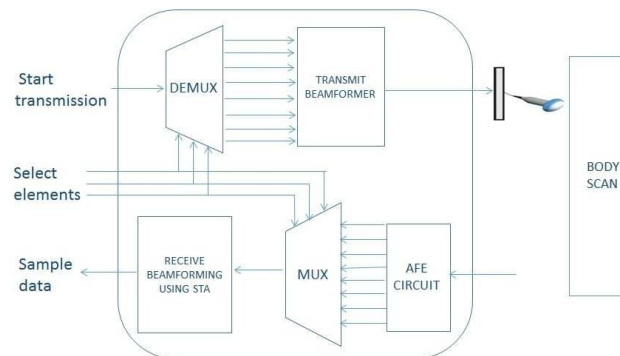 Start
transmission
DEMUX
TRANSMIT
BEAMFORMER
Select
elements
BODY
SCAN
Sample
data
RECEIVE
BEAMFORMING
USING STA
MUX
AFE
CIRCUIT